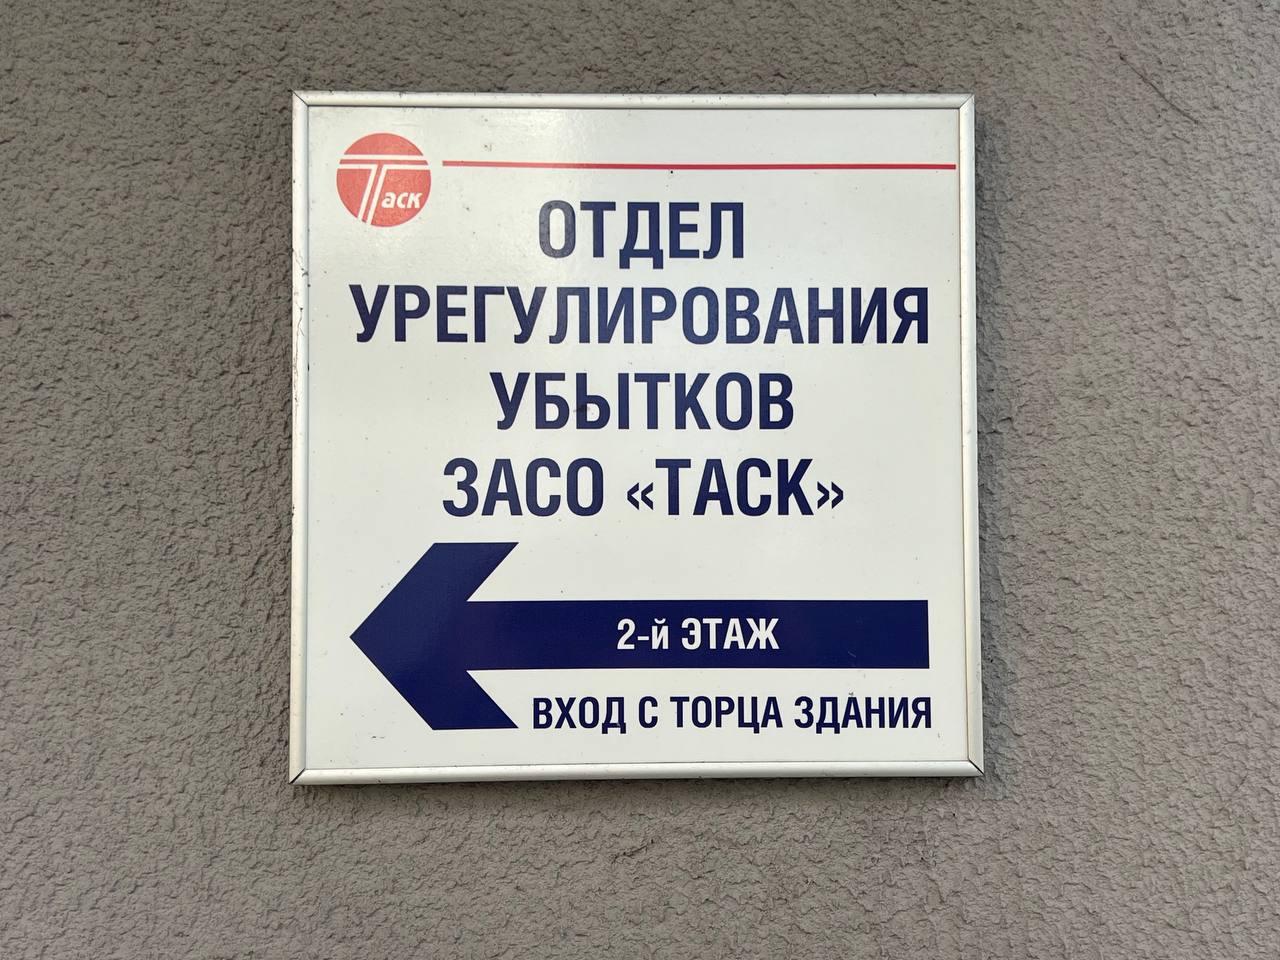 Таск
ОТДЕЛ
УРЕГУЛИРОВАНИЯ
УБЫТКОВ
ЗАСО «ТАСК»
2-й ЭТАЖ
ВХОД С ТОРЦА ЗДАНИЯ